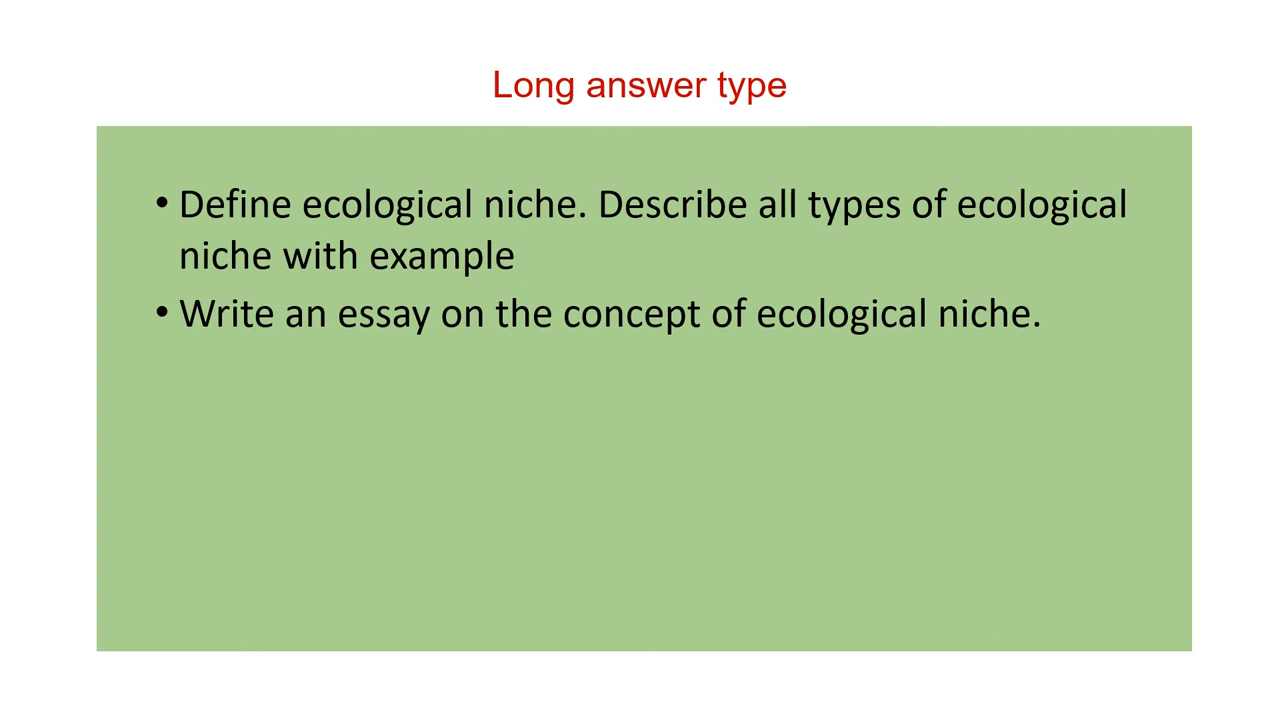 Long answer type
• Define ecological niche. Describe all types of ecological
niche with example
• Write an essay on the concept of ecological niche.